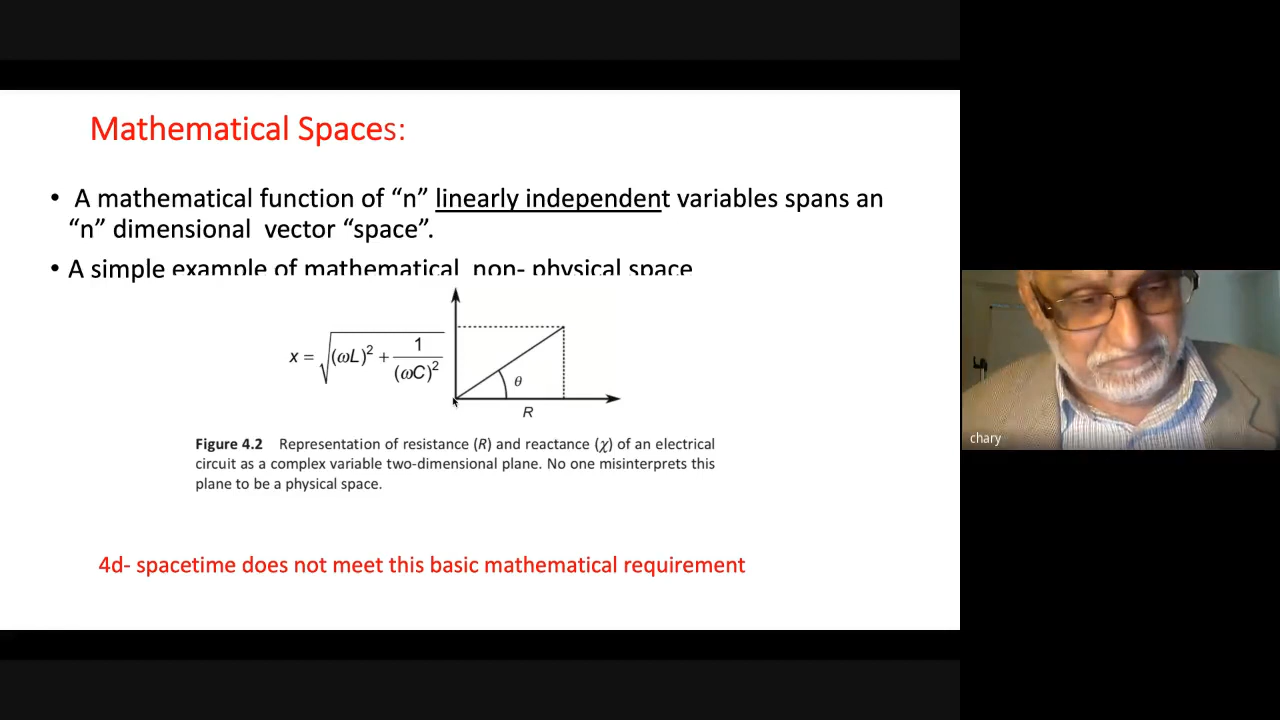 Mathematical Spaces:
• A mathematical function of “n” linearly independent variables spans an
“n” dimensional vector “space”.
• A simple example of mathematical non- physical space
x = √((ωL)² + 1/(ωC)²)
θ
R
Figure 4.2 Representation of resistance (R) and reactance (χ) of an electrical
circuit as a complex variable two-dimensional plane. No one misinterprets this
plane to be a physical space.
4d- spacetime does not meet this basic mathematical requirement
chary